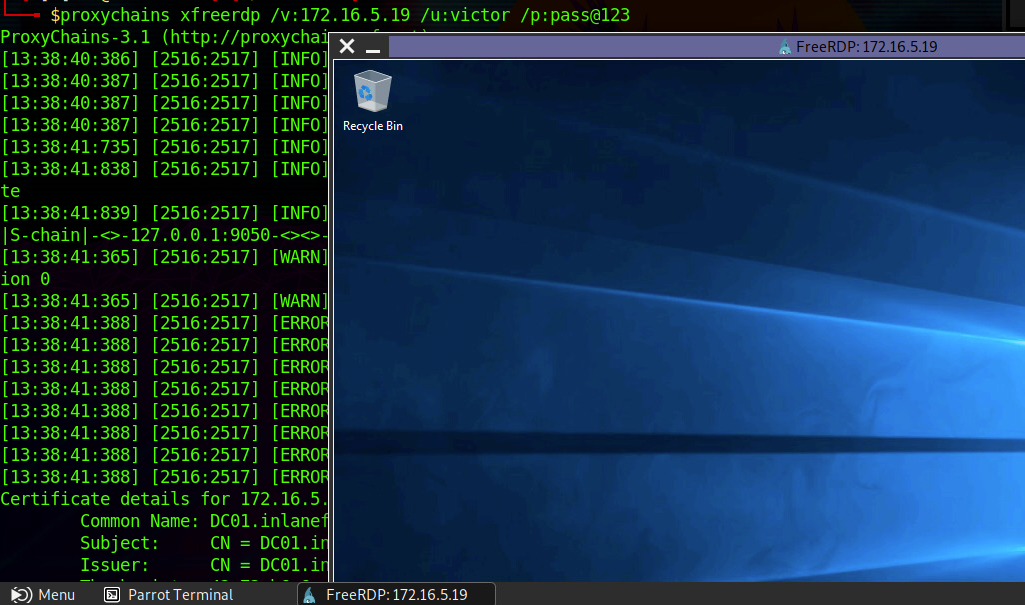 $proxychains xfreerdp /v:172.16.5.19 /u:victor /p:pass@123
ProxyChains-3.1
[13:38:40:386] [2516:2517] [INFO]
[13:38:40:387] [2516:2517] [INFO]
[13:38:40:387] [2516:2517] [INFO]
[13:38:40:387] [2516:2517] [INFO]
[13:38:41:735] [2516:2517] [INFO]
[13:38:41:838] [2516:2517] [INFO]
te
[13:38:41:839] [2516:2517] [INFO]
|S-chain|-<>-127.0.0.1:9050-<><>-
[13:38:41:365] [2516:2517] [WARN]
ion 0
[13:38:41:365] [2516:2517] [WARN]
[13:38:41:388] [2516:2517] [ERROR
[13:38:41:388] [2516:2517] [ERROR
[13:38:41:388] [2516:2517] [ERROR
[13:38:41:388] [2516:2517] [ERROR
[13:38:41:388] [2516:2517] [ERROR
[13:38:41:388] [2516:2517] [ERROR
[13:38:41:388] [2516:2517] [ERROR
[13:38:41:388] [2516:2517] [ERROR
Certificate details for 172.16.5.
Common Name: DC01.inlanef
Subject: CN = DC01.in
Issuer: CN = DC01.in
FreeRDP: 172.16.5.19
Recycle Bin
Menu
Parrot Terminal
FreeRDP: 172.16.5.19